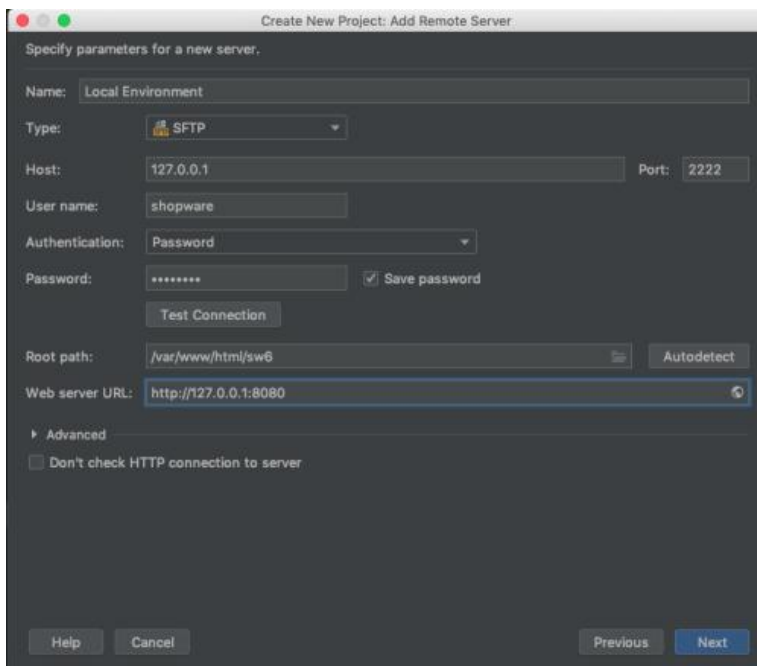 Create New Project: Add Remote Server
Specify parameters for a new server.
Name: Local Environment
Type: SFTP
Host: 127.0.0.1 Port: 2222
User name: shopware
Authentication: Password
Password: •••••••• Save password
Test Connection
Root path: /var/www/html/sw6 Autodetect
Web server URL: http://127.0.0.1:8080
Advanced
Don't check HTTP connection to server
Help Cancel Previous Next